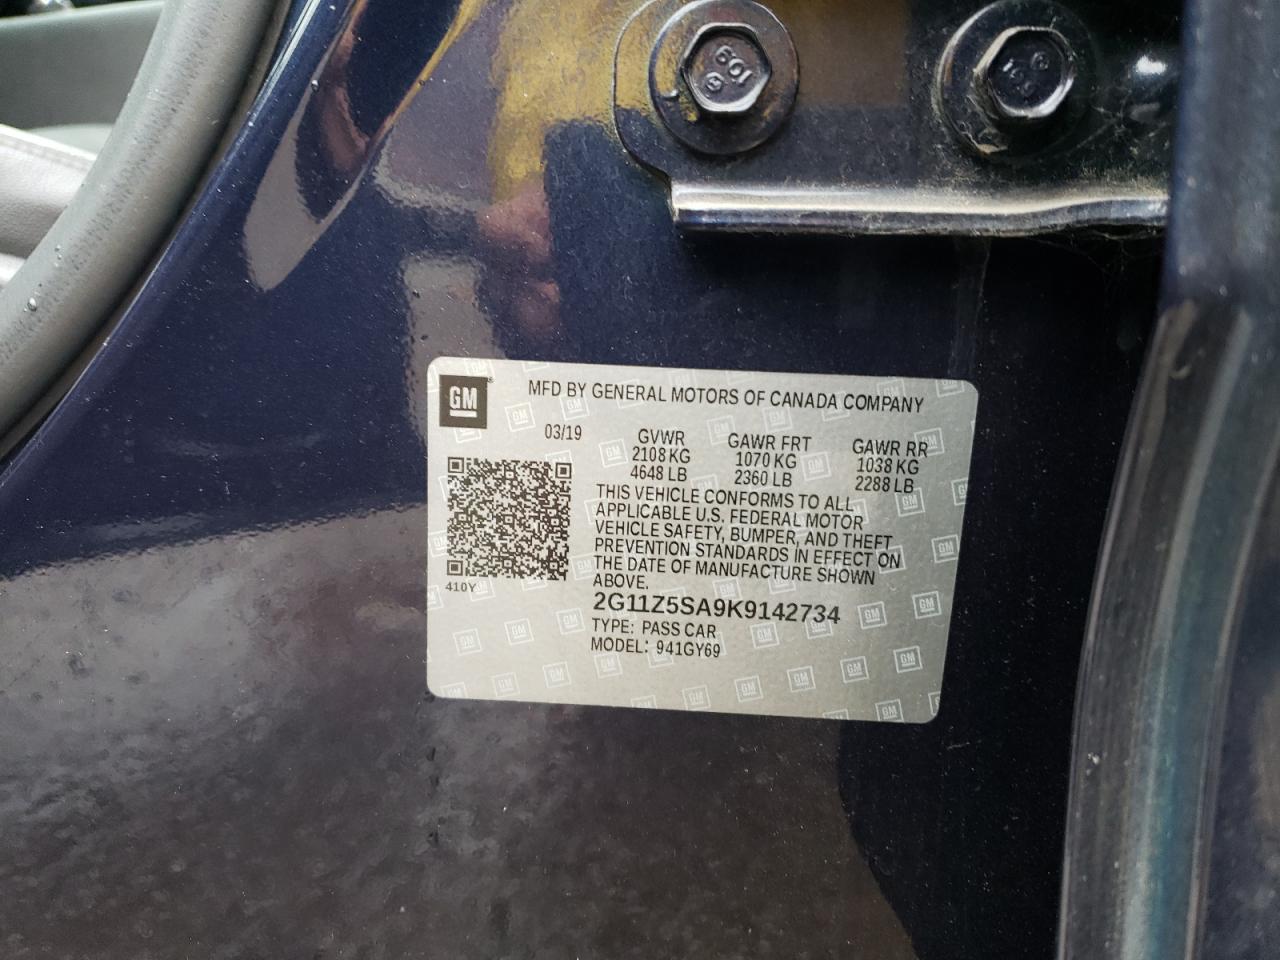 GM
MFD BY GENERAL MOTORS OF CANADA COMPANY
03/19
GVWR
2108 KG
4648 LB
GAWR FRT
1070 KG
2360 LB
GAWR RR
1038 KG
2288 LB
THIS VEHICLE CONFORMS TO ALL
APPLICABLE U.S. FEDERAL MOTOR
VEHICLE SAFETY, BUMPER, AND THEFT
PREVENTION STANDARDS IN EFFECT ON
THE DATE OF MANUFACTURE SHOWN
ABOVE.
410Y
2G11Z5SA9K9142734
TYPE: PASS CAR
MODEL: 941GY69